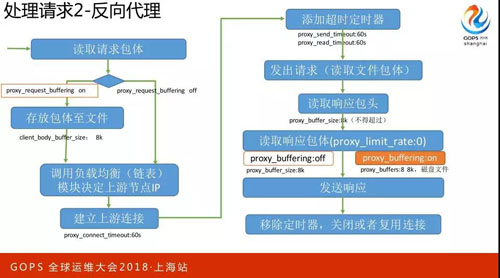 处理请求2-反向代理
GOPS 2018
shanghai
读取请求包体
proxy_request_buffering on
proxy_request_buffering off
存放包体至文件
client_body_buffer_size: 8k
调用负载均衡（链表）
模块决定上游节点IP
建立上游连接
proxy_connect_timeout:60s
添加超时定时器
proxy_send_timeout:60s
proxy_read_timeout:60s
发出请求（读取文件包体）
读取响应包头
proxy_buffer_size:8k（不得超过）
读取响应包体(proxy_limit_rate:0)
proxy_buffering:off
proxy_buffering:on
proxy_buffer_size:8k
proxy_buffers:8 8k，磁盘文件
发送响应
移除定时器，关闭或者复用连接
GOPS 全球运维大会2018·上海站